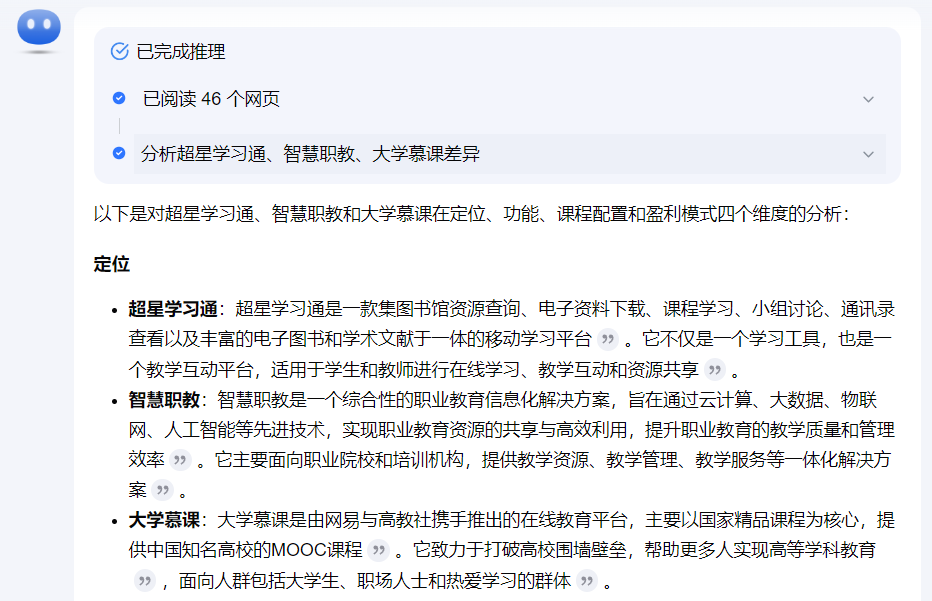 已完成推理
已阅读 46 个网页
分析超星学习通、智慧职教、大学慕课差异
以下是对超星学习通、智慧职教和大学慕课在定位、功能、课程配置和盈利模式四个维度的分析：
定位
• 超星学习通：超星学习通是一款集图书馆资源查询、电子资料下载、课程学习、小组讨论、通讯录
查看以及丰富的电子图书和学术文献于一体的移动学习平台 ” 。它不仅是一个学习工具，也是一
个教学互动平台，适用于学生和教师进行在线学习、教学互动和资源共享 ” 。
• 智慧职教：智慧职教是一个综合性的职业教育信息化解决方案，旨在通过云计算、大数据、物联
网、人工智能等先进技术，实现职业教育资源的共享与高效利用，提升职业教育的教学质量和管理
效率 ” 。它主要面向职业院校和培训机构，提供教学资源、教学管理、教学服务等一体化解决方
案 ” 。
• 大学慕课：大学慕课是由网易与高教社携手推出的在线教育平台，主要以国家精品课程为核心，提
供中国知名高校的MOOC课程 ” 。它致力于打破高校围墙壁垒，帮助更多人实现高等学科教育
” ，面向人群包括大学生、职场人士和热爱学习的群体 ” 。